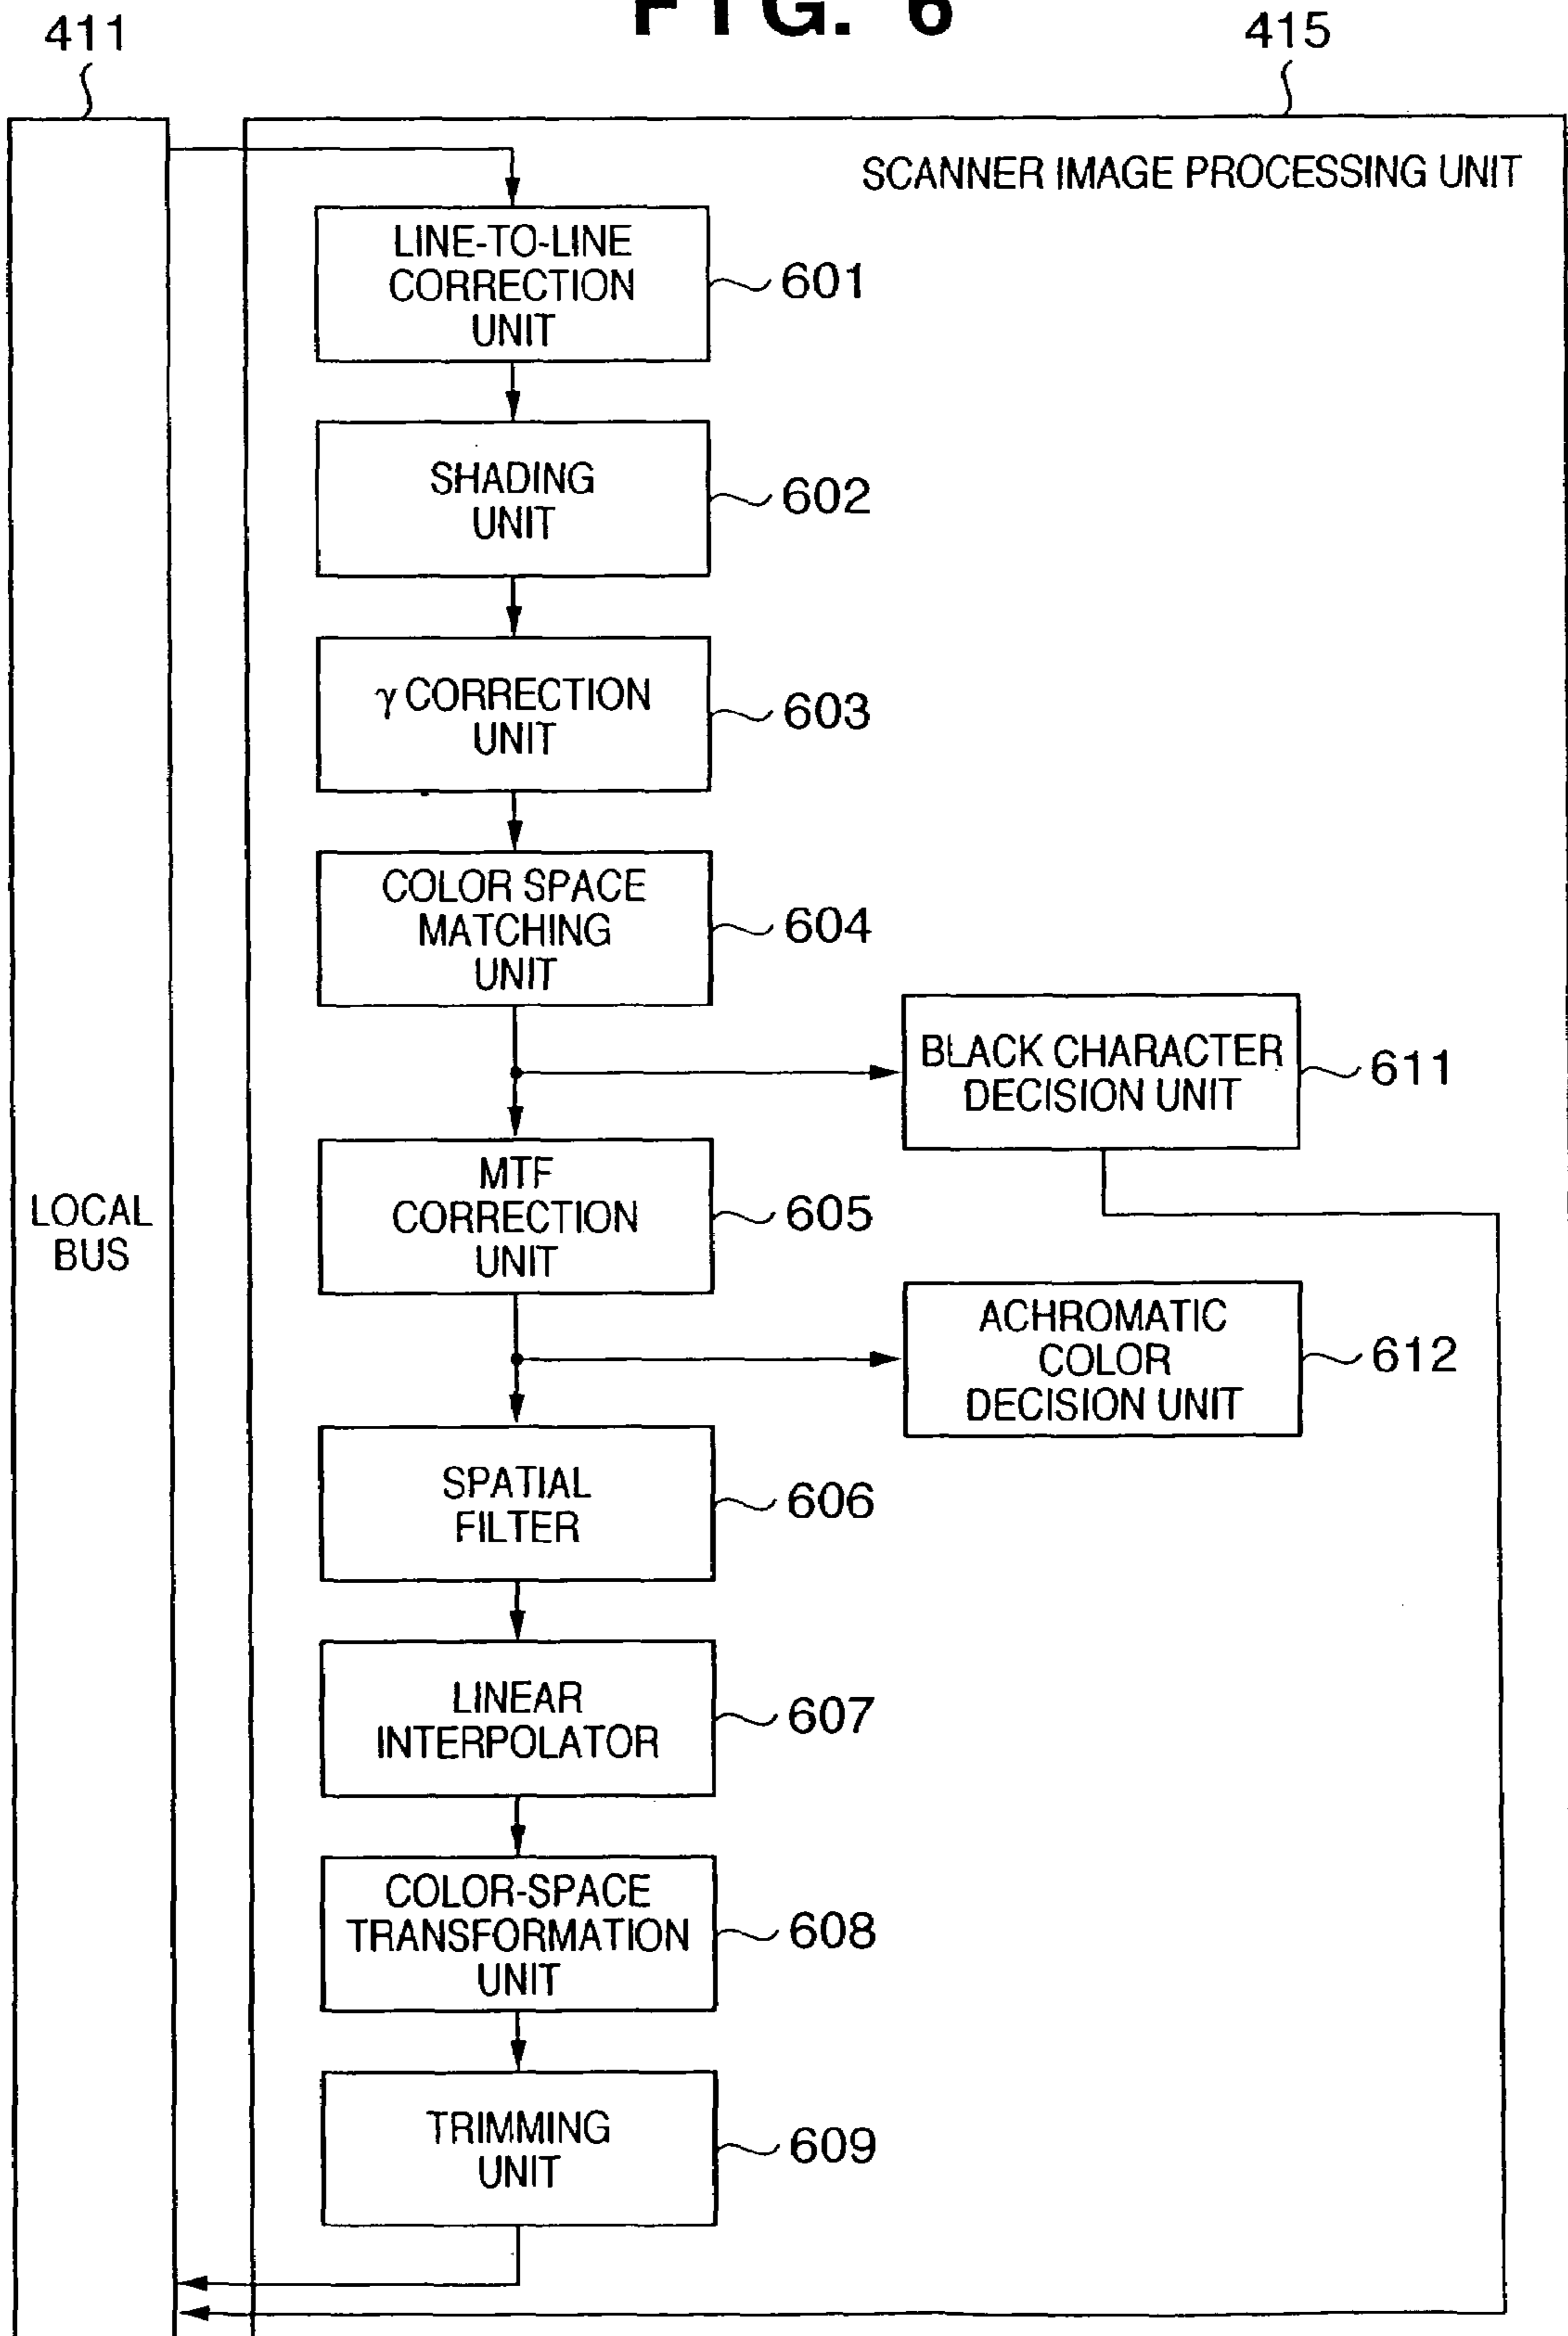 FIG. 6
411
415
SCANNER IMAGE PROCESSING UNIT
LINE-TO-LINE
CORRECTION
UNIT
601
SHADING
UNIT
602
γ CORRECTION
UNIT
603
COLOR SPACE
MATCHING
UNIT
604
BLACK CHARACTER
DECISION UNIT
611
LOCAL
BUS
MTF
CORRECTION
UNIT
605
ACHROMATIC
COLOR
DECISION UNIT
612
SPATIAL
FILTER
606
LINEAR
INTERPOLATOR
607
COLOR-SPACE
TRANSFORMATION
UNIT
608
TRIMMING
UNIT
609